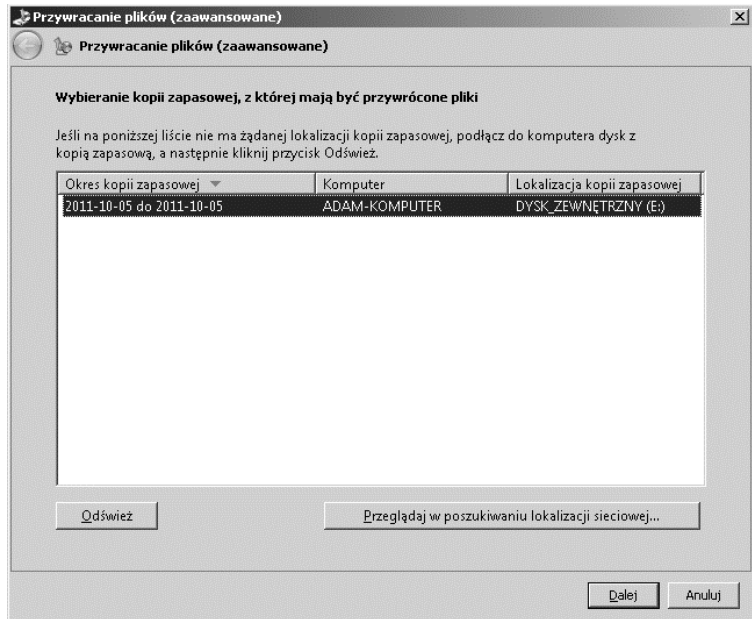 Przywracanie plików (zaawansowane)
Przywracanie plików (zaawansowane)
Wybieranie kopii zapasowej, z której mają być przywrócone pliki
Jeśli na poniższej liście nie ma żądanej lokalizacji kopii zapasowej, podłącz do komputera dysk z
kopią zapasową, a następnie kliknij przycisk Odśwież.
Okres kopii zapasowej Komputer Lokalizacja kopii zapasowej
2011-10-05 do 2011-10-05 ADAM-KOMPUTER DYSK_ZEWNĘTRZNY (E:)
Odśwież Przeglądaj w poszukiwaniu lokalizacji sieciowej...
Dalej Anuluj